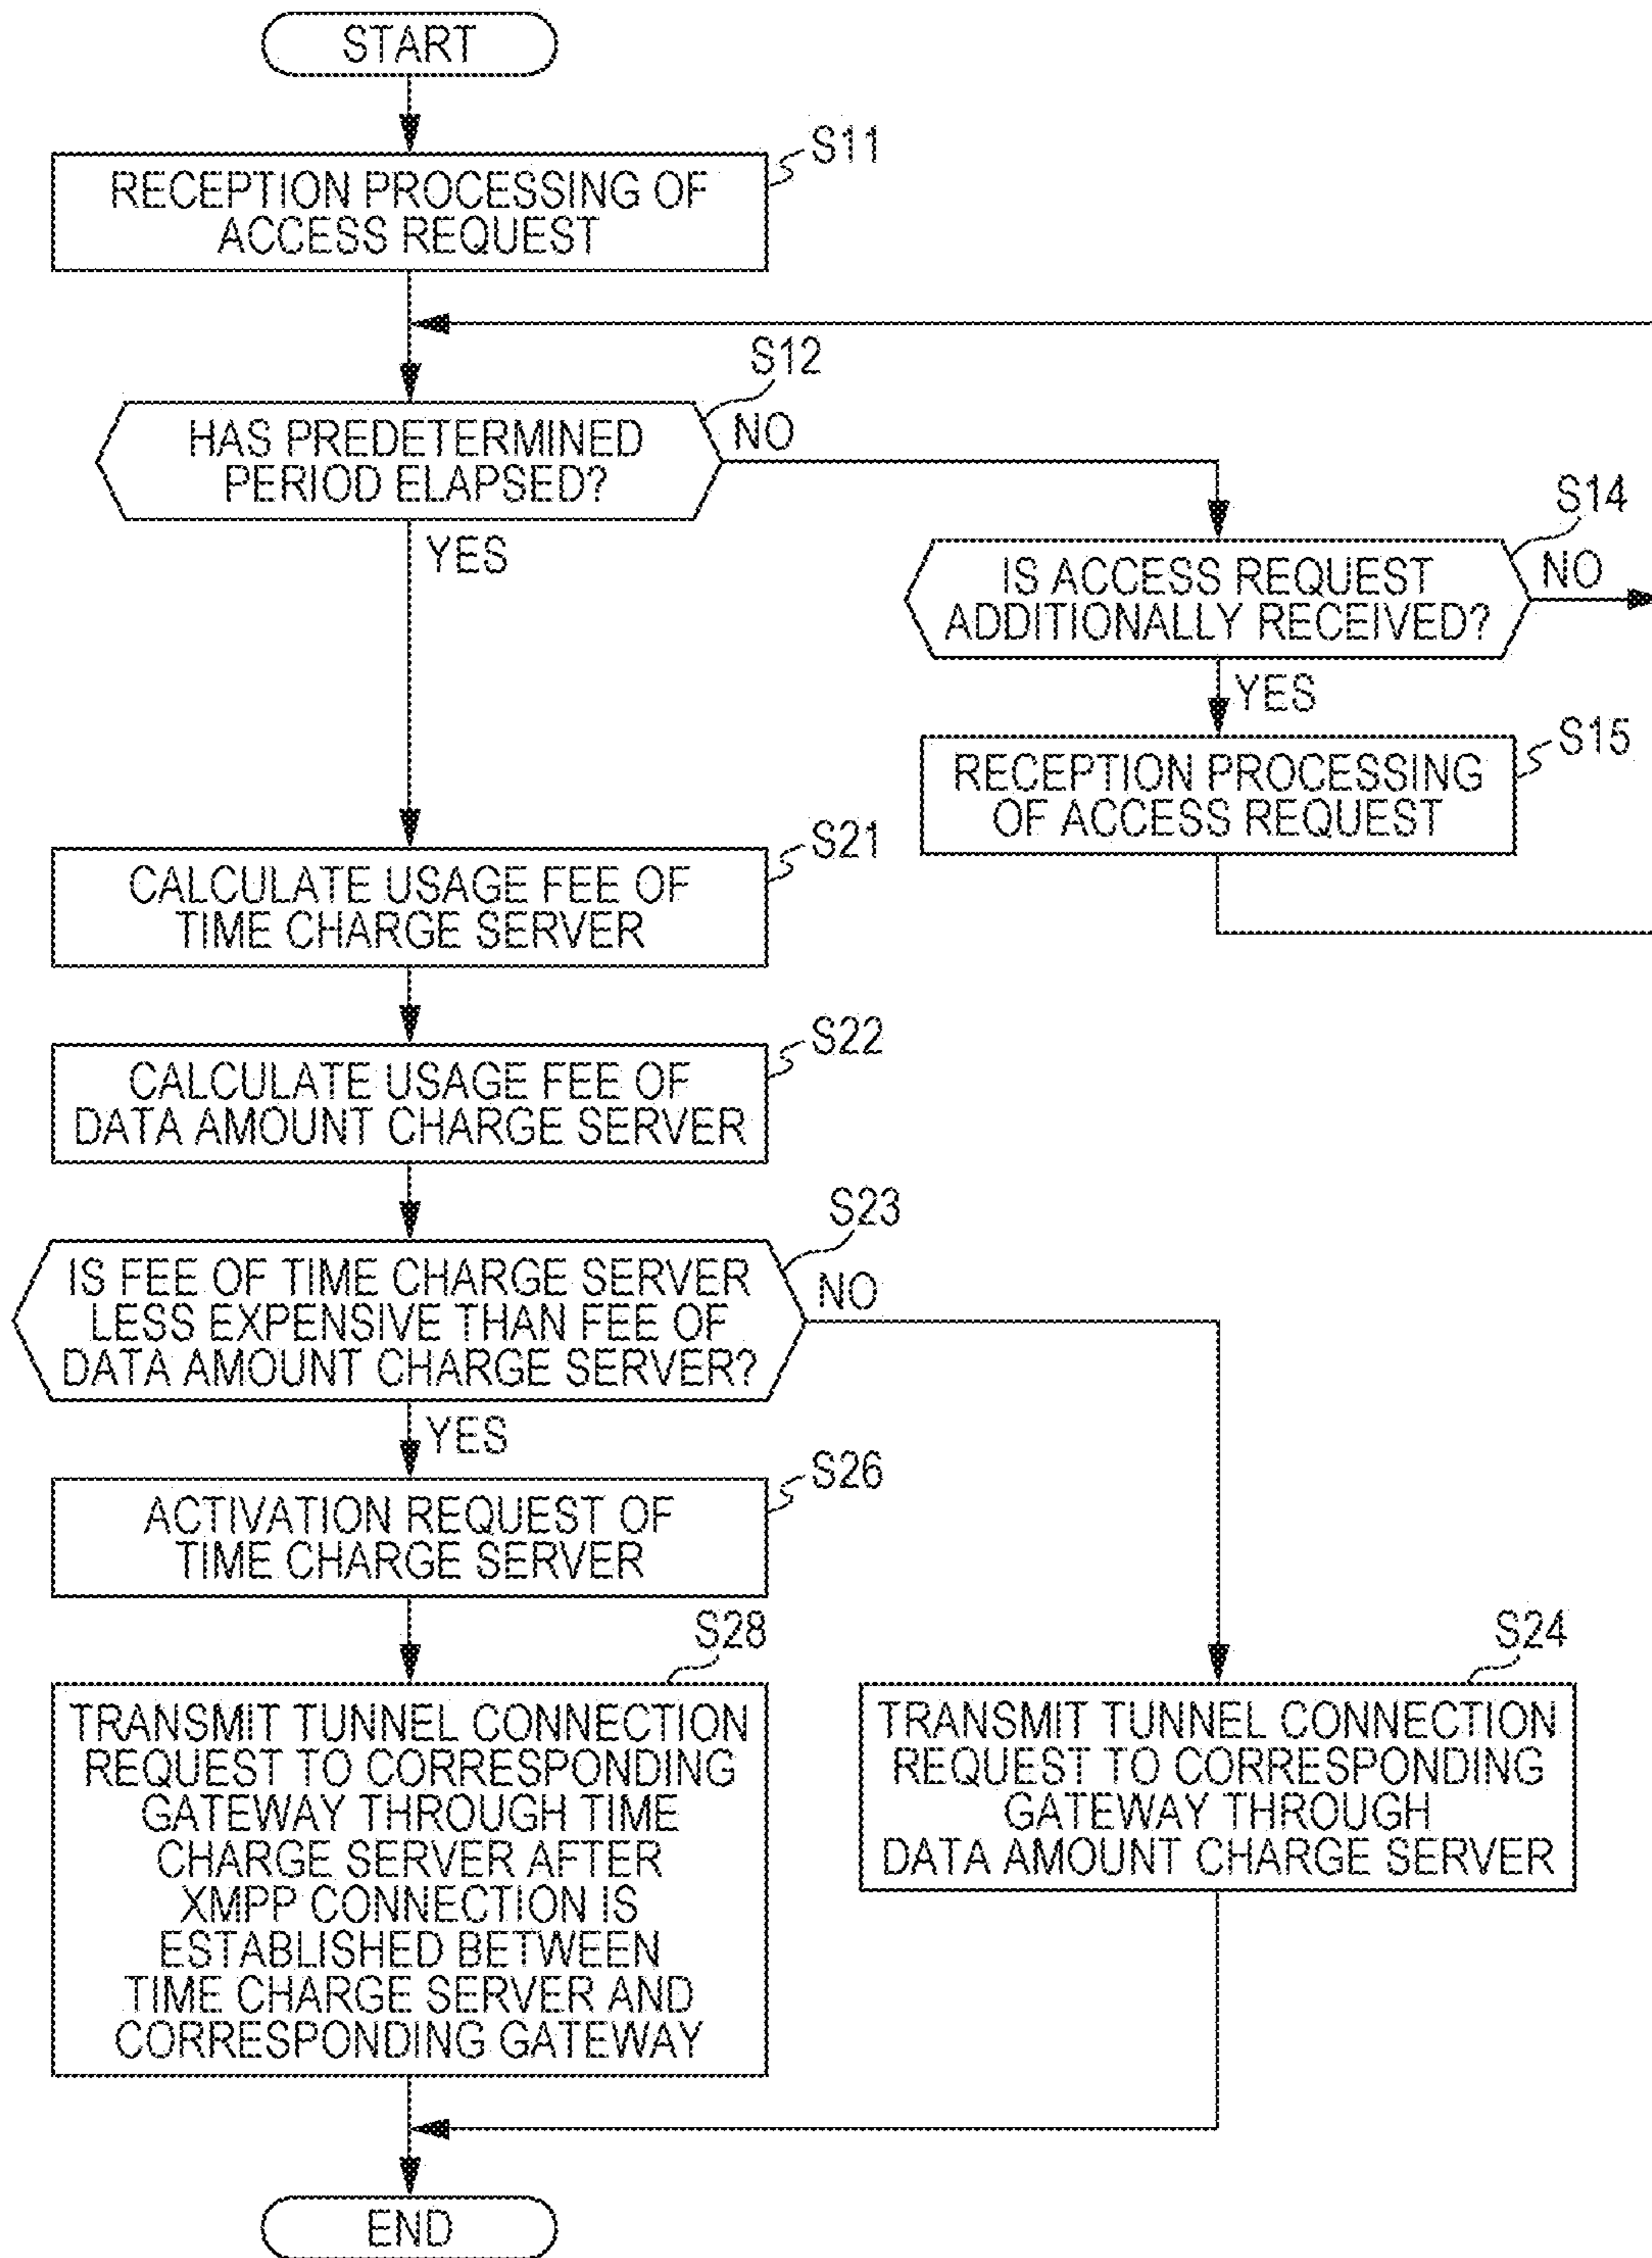 START
S11
RECEPTION PROCESSING OF
ACCESS REQUEST
S12
HAS PREDETERMINED
PERIOD ELAPSED?
NO
YES
S14
IS ACCESS REQUEST
ADDITIONALLY RECEIVED?
NO
YES
S15
RECEPTION PROCESSING
OF ACCESS REQUEST
S21
CALCULATE USAGE FEE OF
TIME CHARGE SERVER
S22
CALCULATE USAGE FEE OF
DATA AMOUNT CHARGE SERVER
S23
IS FEE OF TIME CHARGE SERVER
LESS EXPENSIVE THAN FEE OF
DATA AMOUNT CHARGE SERVER?
NO
YES
S26
ACTIVATION REQUEST OF
TIME CHARGE SERVER
S28
TRANSMIT TUNNEL CONNECTION
REQUEST TO CORRESPONDING
GATEWAY THROUGH TIME
CHARGE SERVER AFTER
XMPP CONNECTION IS
ESTABLISHED BETWEEN
TIME CHARGE SERVER AND
CORRESPONDING GATEWAY
S24
TRANSMIT TUNNEL CONNECTION
REQUEST TO CORRESPONDING
GATEWAY THROUGH
DATA AMOUNT CHARGE SERVER
END